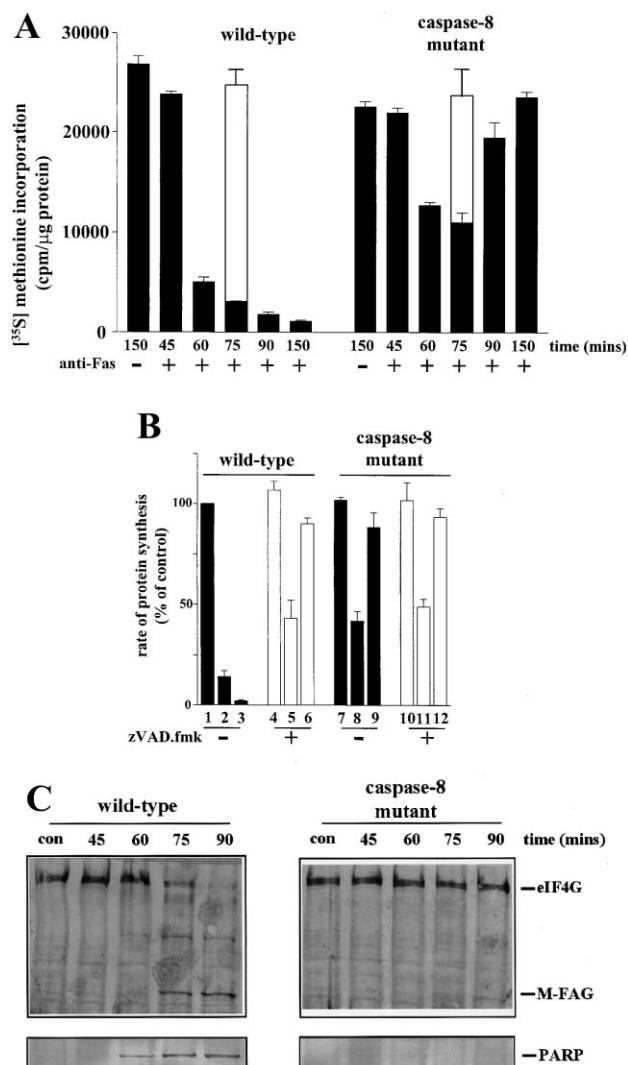 A
wild-type
caspase-8
mutant
[35S] methionine incorporation
(cpm/μg protein)
30000
20000
10000
0
150 45 60 75 90 150 150 45 60 75 90 150 time (mins)
anti-Fas - + + + + + - + + + + +
B
wild-type
caspase-8
mutant
rate of protein synthesis
(% of control)
100
50
0
1 2 3 4 5 6 7 8 9 10 11 12
zVAD.fmk - + - +
C
wild-type
caspase-8
mutant
con 45 60 75 90 con 45 60 75 90 time (mins)
eIF4G
M-FAG
PARP